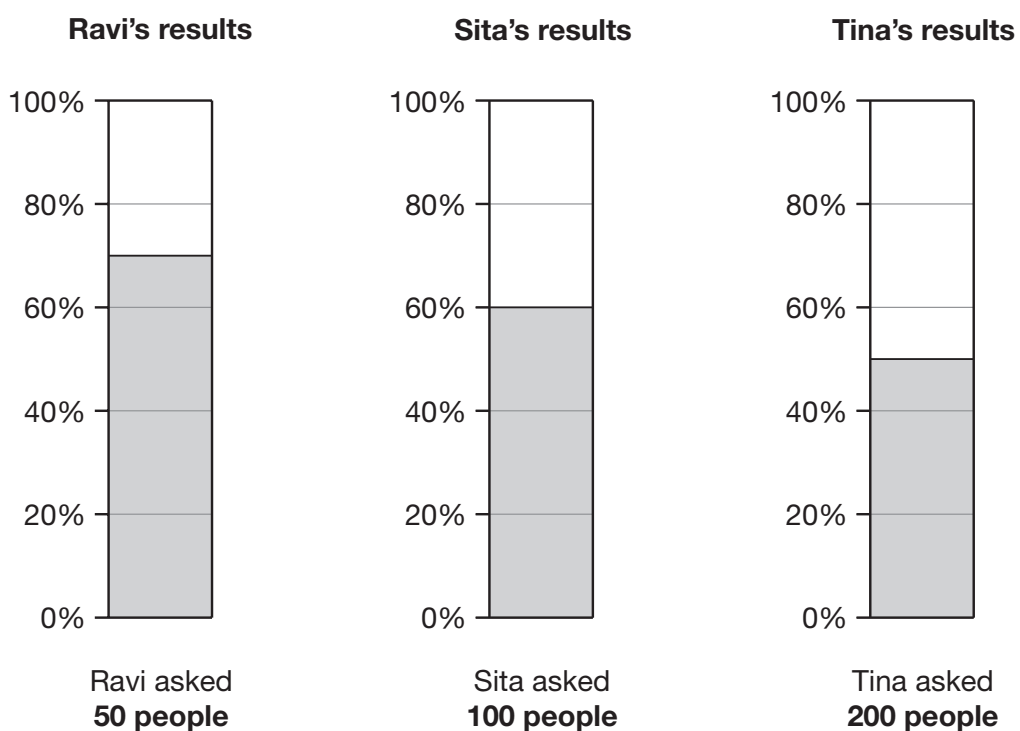 Ravi’s results
100%
80%
60%
40%
20%
0%
Ravi asked
50 people
Sita’s results
100%
80%
60%
40%
20%
0%
Sita asked
100 people
Tina’s results
100%
80%
60%
40%
20%
0%
Tina asked
200 people